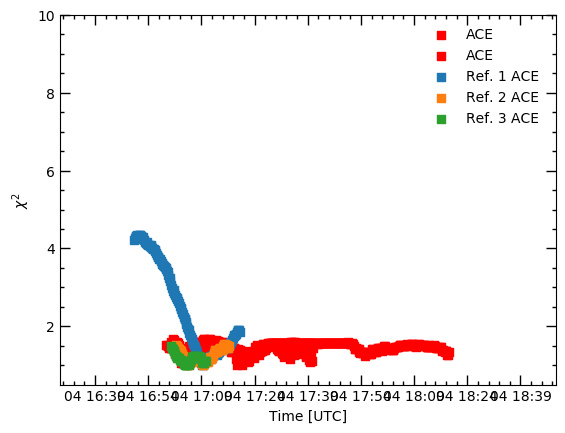 10
ACE
ACE
Ref. 1 ACE
Ref. 2 ACE
Ref. 3 ACE
8
6
χ²
4
2
04 16:39 04 16:54 04 17:09 04 17:24 04 17:39 04 17:54 04 18:09 04 18:24 04 18:39
Time [UTC]